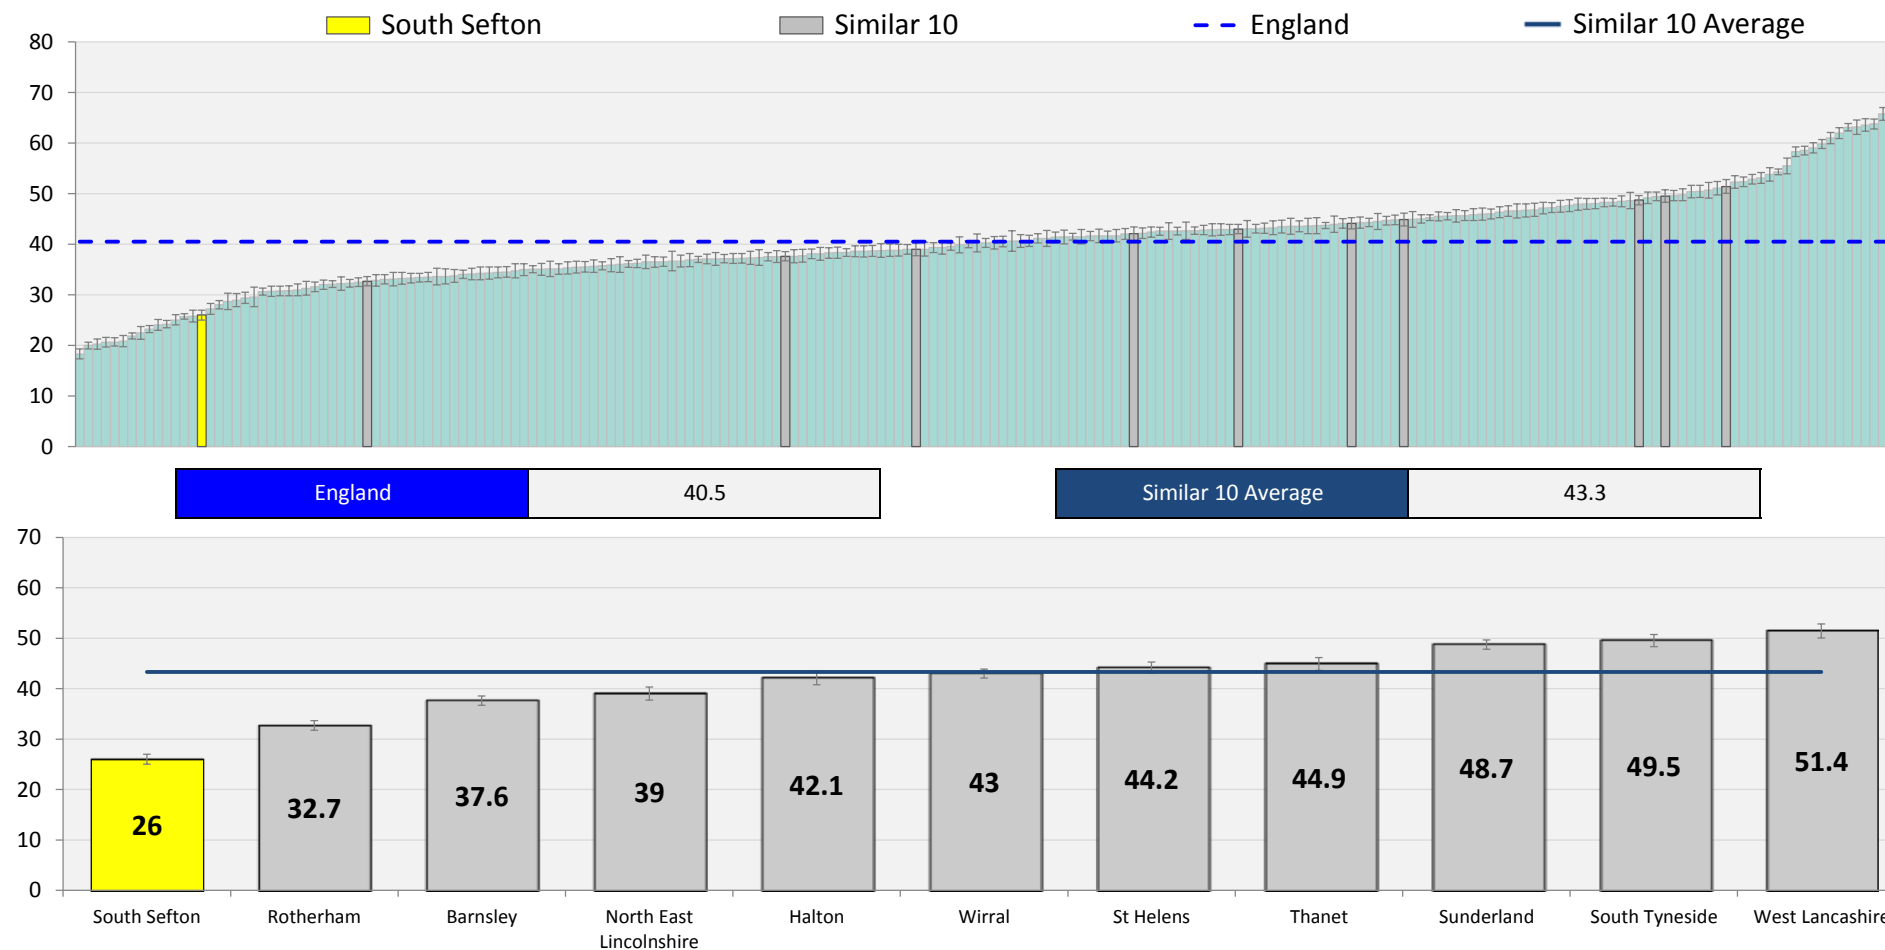 South Sefton
Similar 10
England
Similar 10 Average
80
70
60
50
40
30
20
10
0
England
40.5
Similar 10 Average
43.3
70
60
50
40
30
20
10
0
26
32.7
37.6
39
42.1
43
44.2
44.9
48.7
49.5
51.4
South Sefton
Rotherham
Barnsley
North East
Lincolnshire
Halton
Wirral
St Helens
Thanet
Sunderland
South Tyneside
West Lancashire